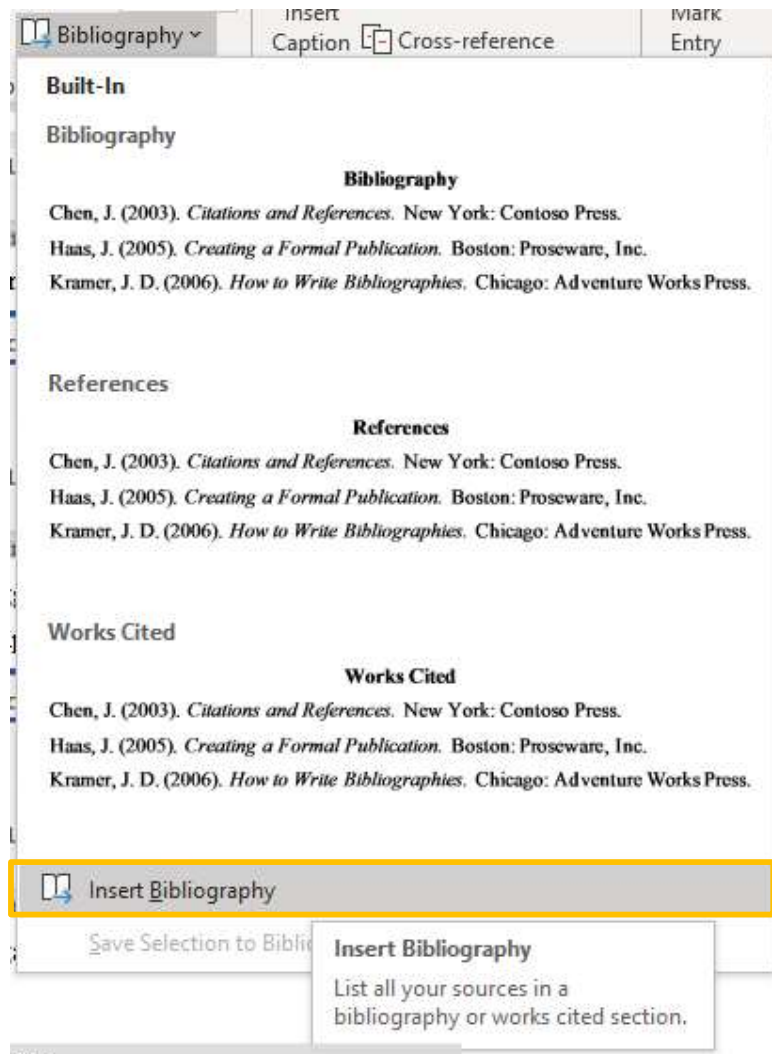 Insert
Mark
Bibliography
Caption
Cross-reference
Entry
Built-In
Bibliography
Bibliography
Chen, J. (2003). Citations and References. New York: Contoso Press.
Haas, J. (2005). Creating a Formal Publication. Boston: Proseware, Inc.
Kramer, J. D. (2006). How to Write Bibliographies. Chicago: Adventure Works Press.
References
References
Chen, J. (2003). Citations and References. New York: Contoso Press.
Haas, J. (2005). Creating a Formal Publication. Boston: Proseware, Inc.
Kramer, J. D. (2006). How to Write Bibliographies. Chicago: Adventure Works Press.
Works Cited
Works Cited
Chen, J. (2003). Citations and References. New York: Contoso Press.
Haas, J. (2005). Creating a Formal Publication. Boston: Proseware, Inc.
Kramer, J. D. (2006). How to Write Bibliographies. Chicago: Adventure Works Press.
Insert Bibliography
Save Selection to Biblio
Insert Bibliography
List all your sources in a
bibliography or works cited section.